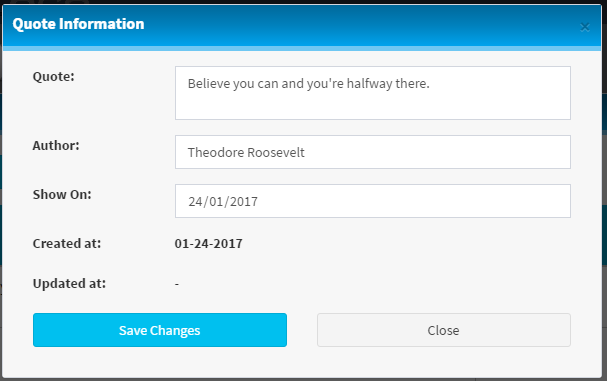 Quote Information ×
Quote: Believe you can and you're halfway there.
Author: Theodore Roosevelt
Show On: 24/01/2017
Created at: 01-24-2017
Updated at: -
Save Changes Close